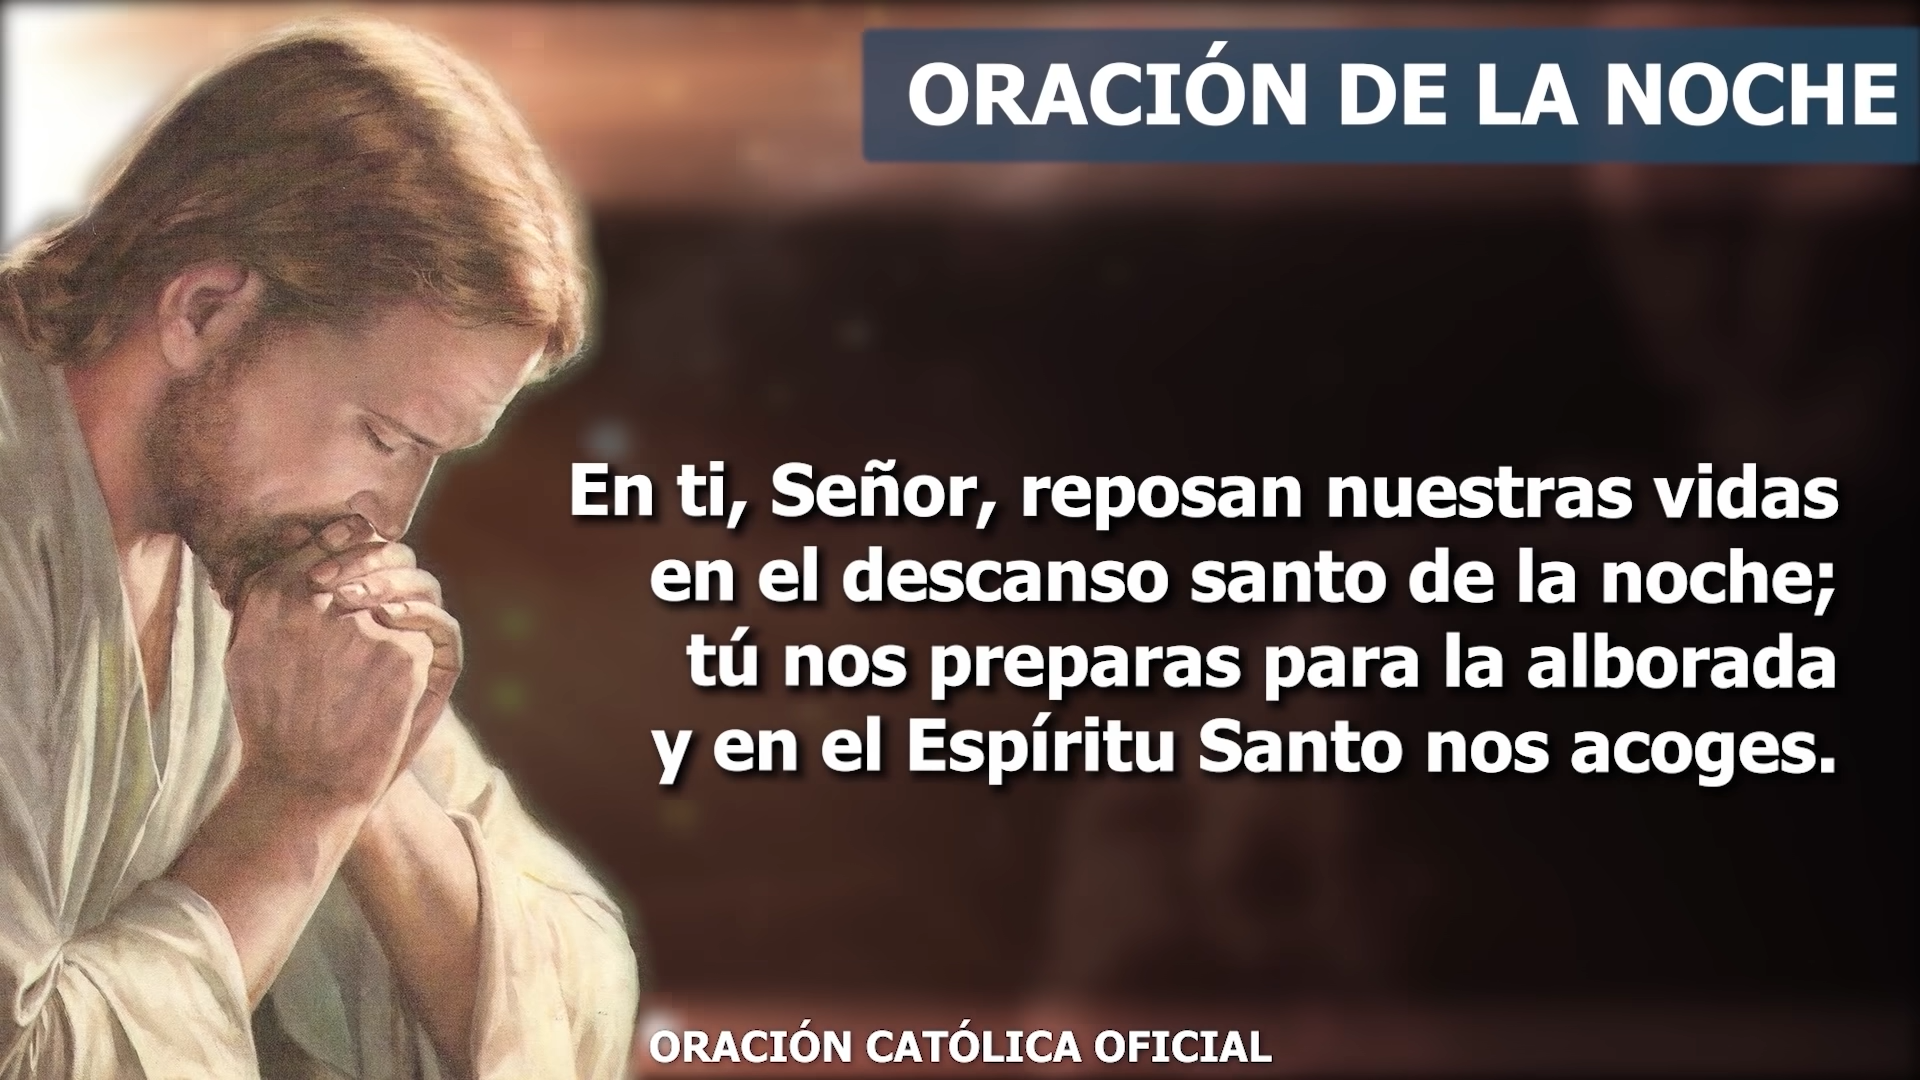 ORACIÓN DE LA NOCHE
En ti, Señor, reposan nuestras vidas
en el descanso santo de la noche;
tú nos preparas para la alborada
y en el Espíritu Santo nos acoges.
ORACIÓN CATÓLICA OFICIAL